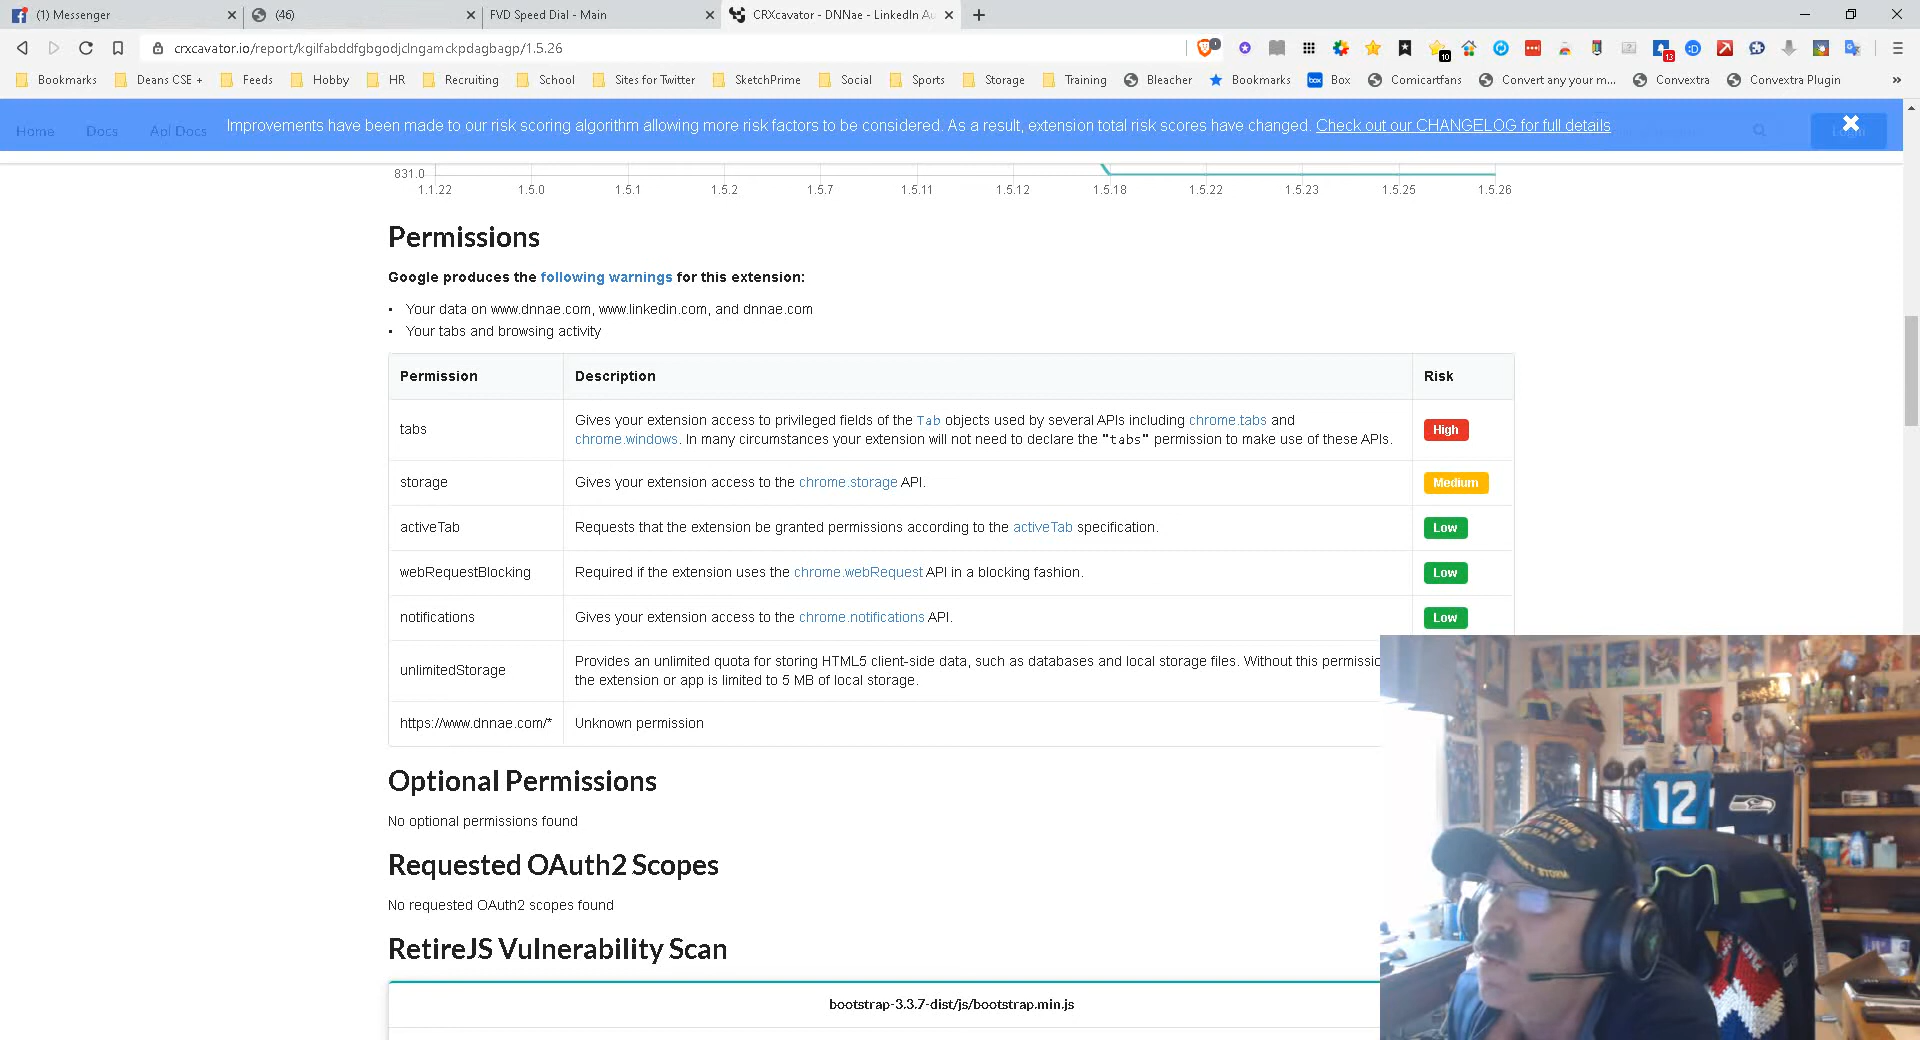 (1) Messenger
(46)
FVD Speed Dial - Main
CRXcavator - DNNae - LinkedIn Au
crxcavator.io/report/kgilfabddfgbgodjclngamckpdagbagp/1.5.26
10
13
Bookmarks
Deans CSE +
Feeds
Hobby
HR
Recruiting
School
Sites for Twitter
SketchPrime
Social
Sports
Storage
Training
Bleacher
Bookmarks
box Box
Comicartfans
Convert any your m...
Convextra
Convextra Plugin
»
Home
Docs
Api Docs
Improvements have been made to our risk scoring algorithm allowing more risk factors to be considered. As a result, extension total risk scores have changed. Check out our CHANGELOG for full details
831.0
1.1.22 1.5.0 1.5.1 1.5.2 1.5.7 1.5.11 1.5.12 1.5.18 1.5.22 1.5.23 1.5.25 1.5.26
Permissions
Google produces the following warnings for this extension:
• Your data on www.dnnae.com, www.linkedin.com, and dnnae.com
• Your tabs and browsing activity
Permission Description Risk
tabs
Gives your extension access to privileged fields of the Tab objects used by several APIs including chrome.tabs and
chrome.windows. In many circumstances your extension will not need to declare the "tabs" permission to make use of these APIs.
High
storage Gives your extension access to the chrome.storage API. Medium
activeTab Requests that the extension be granted permissions according to the activeTab specification. Low
webRequestBlocking Required if the extension uses the chrome.webRequest API in a blocking fashion. Low
notifications Gives your extension access to the chrome.notifications API. Low
unlimitedStorage
Provides an unlimited quota for storing HTML5 client-side data, such as databases and local storage files. Without this permissio
the extension or app is limited to 5 MB of local storage.
https://www.dnnae.com/* Unknown permission
Optional Permissions
No optional permissions found
Requested OAuth2 Scopes
No requested OAuth2 scopes found
RetireJS Vulnerability Scan
bootstrap-3.3.7-dist/js/bootstrap.min.js
12
STORM
VETERAN